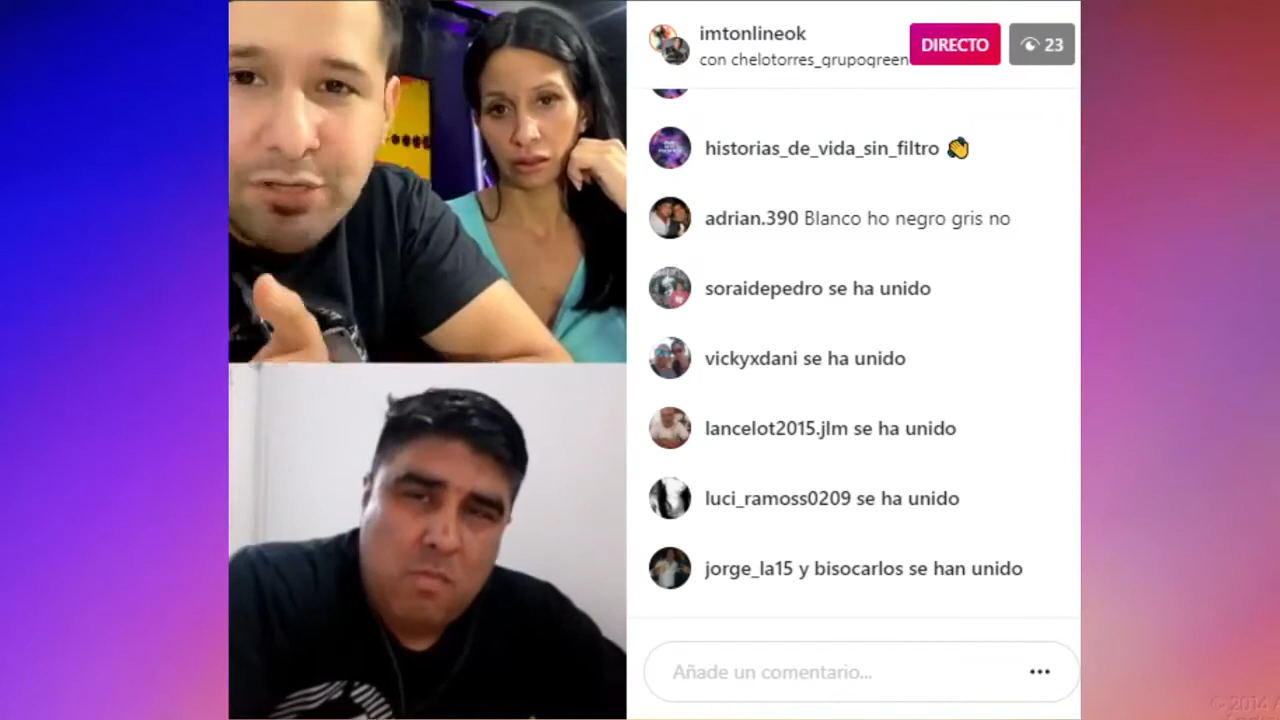 imtonlineok
con chelotorres_grupogreen
DIRECTO
23
historias_de_vida_sin_filtro 👏
adrian.390 Blanco ho negro gris no
soraidepedro se ha unido
vickyxdani se ha unido
lancelot2015.jlm se ha unido
luci_ramoss0209 se ha unido
jorge_la15 y bisocarlos se han unido
Añade un comentario...
© 2014